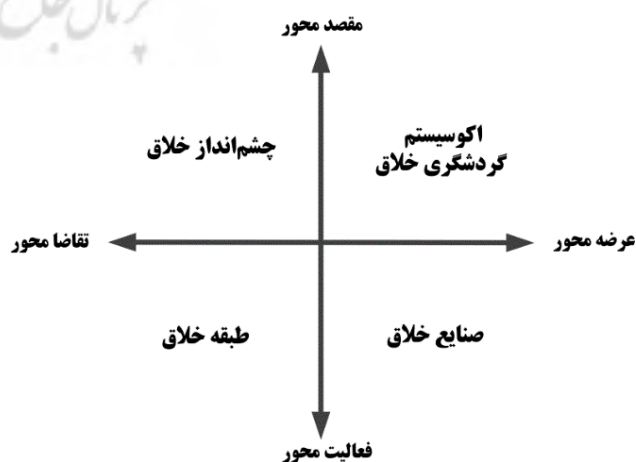 مقصد محور
اکوسیستم
گردشگری خلاق
چشم‌انداز خلاق
عرضه محور
تقاضا محور
صنایع خلاق
طبقه خلاق
فعالیت محور